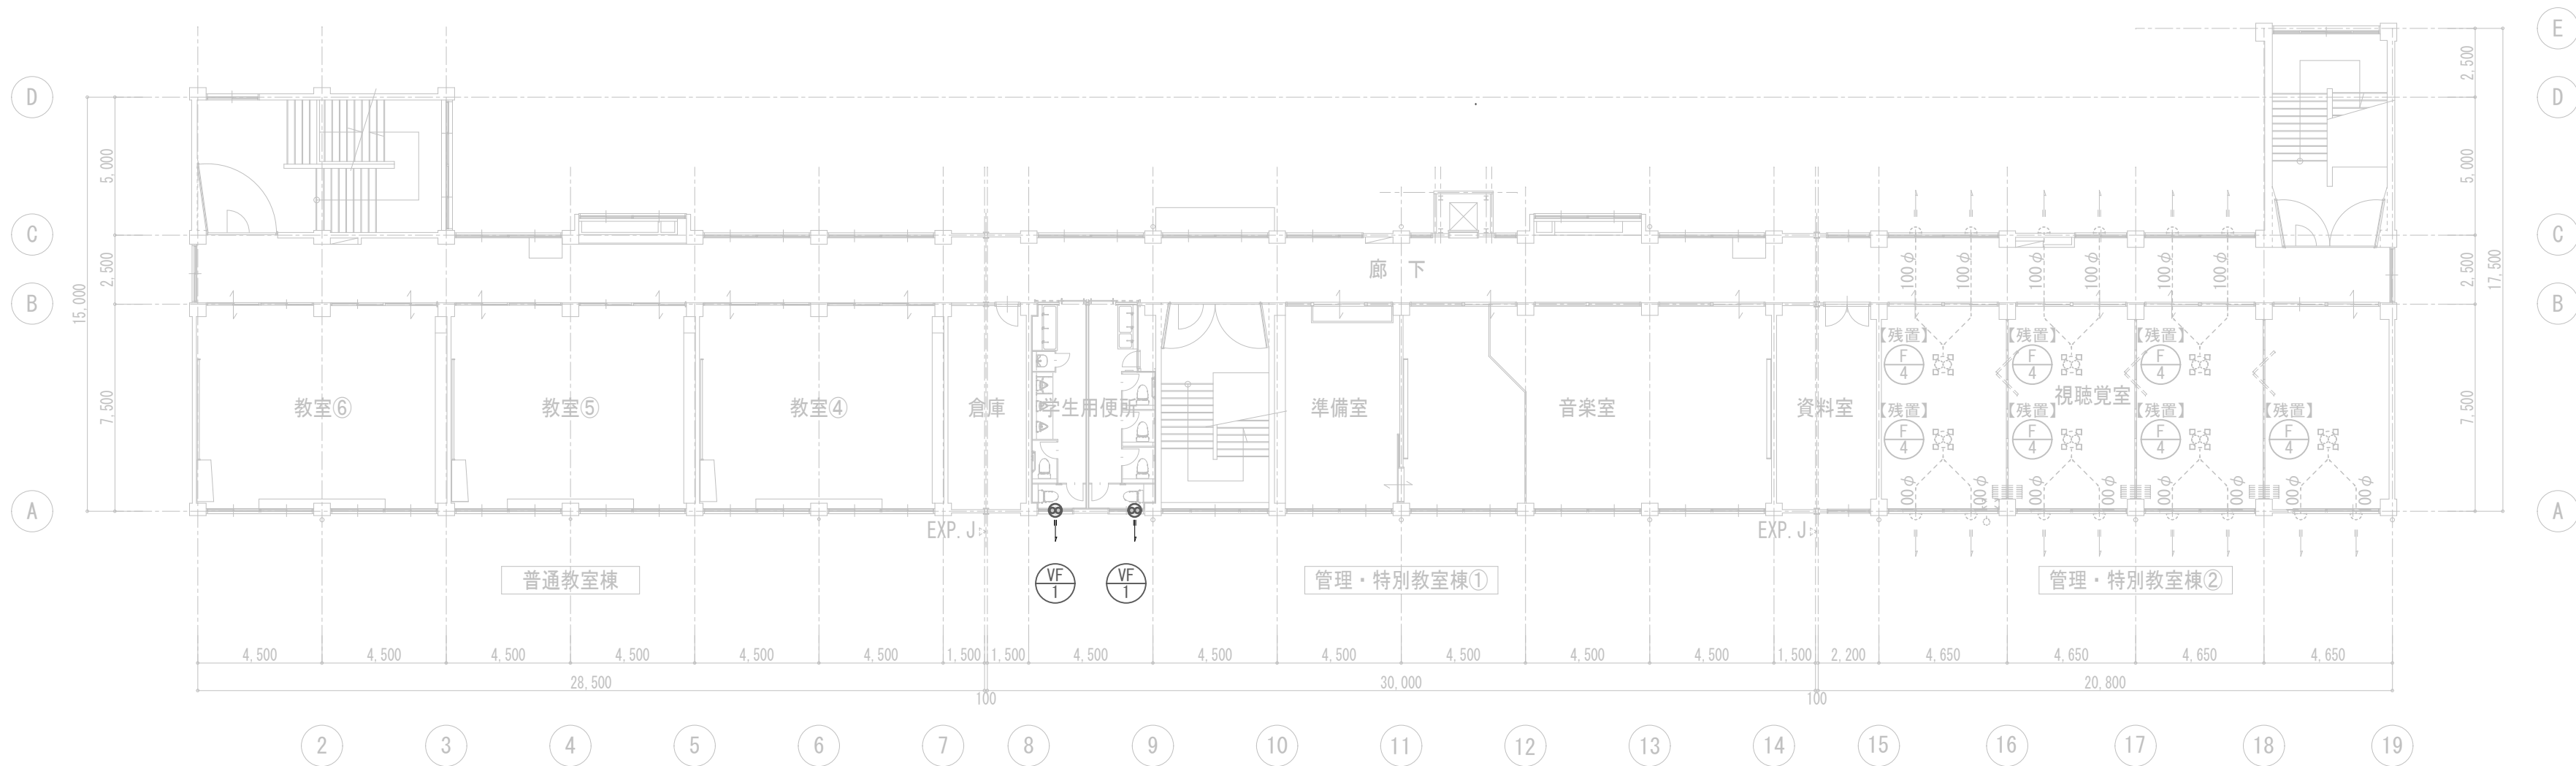 E
2,500
D
D
5,000
5,000
C
C
100φ 100φ 100φ 100φ 100φ 100φ
廊 下
2,500
15,000
2,500
17,500
B
B
【残置】 【残置】 【残置】
F
4
F
4
F
4
7,500
7,500
教室⑥
教室⑤
教室④
倉庫
学生用便所
準備室
音楽室
資料室
視聴覚室
【残置】 【残置】 【残置】 【残置】
F
4
F
4
F
4
F
4
A
A
EXP.J
EXP.J
VF
1
VF
1
普通教室棟
管理・特別教室棟①
管理・特別教室棟②
4,500 4,500 4,500 4,500 4,500 4,500 1,500 1,500 4,500 4,500 4,500 4,500 4,500 4,500 1,500 2,200 4,650 4,650 4,650 4,650
28,500 30,000 20,800
100 100
2 3 4 5 6 7 8 9 10 11 12 13 14 15 16 17 18 19